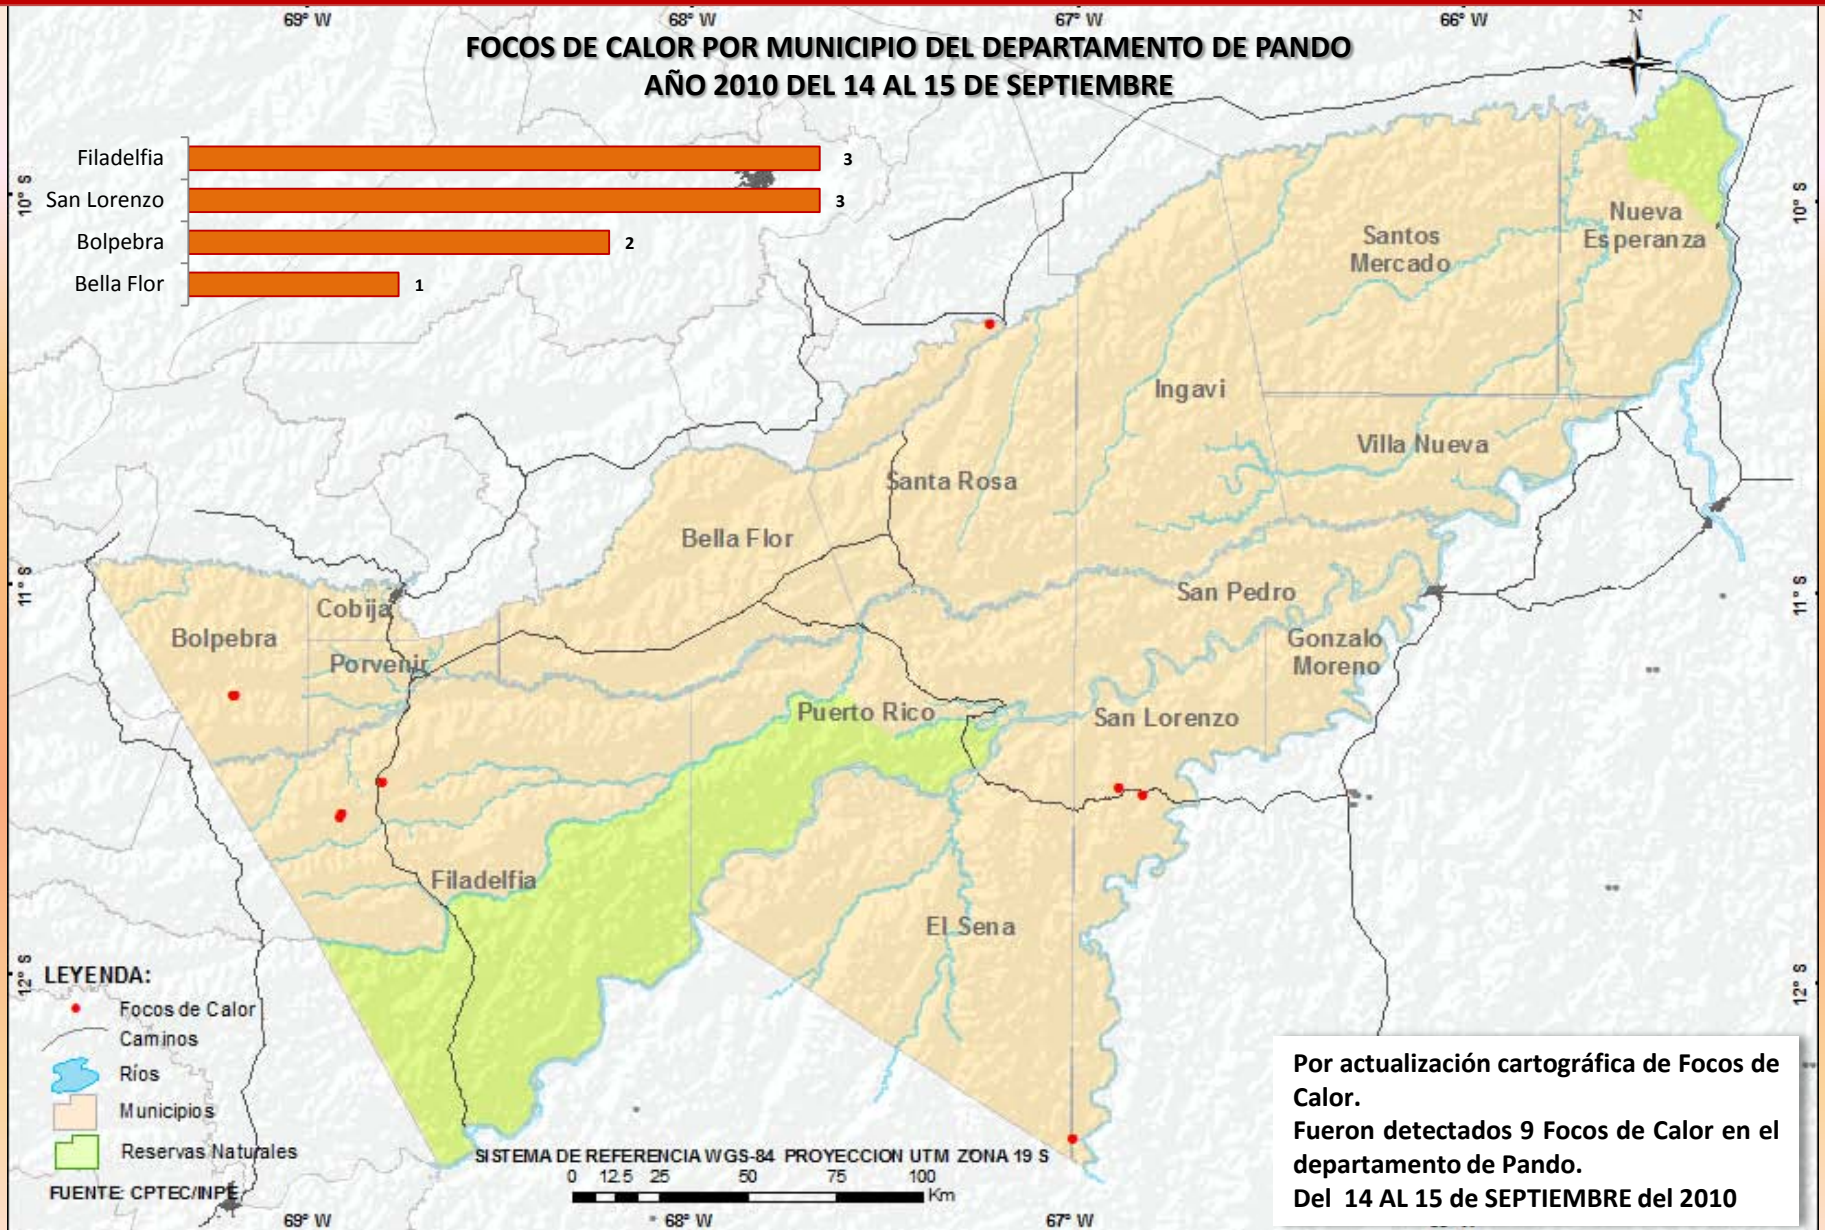 69° W 68° W 67° W 66° W
N
FOCOS DE CALOR POR MUNICIPIO DEL DEPARTAMENTO DE PANDO
AÑO 2010 DEL 14 AL 15 DE SEPTIEMBRE
Filadelfia 3
San Lorenzo 3
Bolpebra 2
Bella Flor 1
10° S
10° S
Nueva
Esperanza
Santos
Mercado
Ingavi
Villa Nueva
Santa Rosa
Bella Flor
11° S
11° S
San Pedro
Cobija
Bolpebra
Gonzalo
Moreno
Porvenir
Puerto Rico
San Lorenzo
Filadelfia
El Sena
12° S
12° S
LEYENDA:
Focos de Calor
Caminos
Ríos
Municipios
Reservas Naturales
FUENTE: CPTEC/INPE
SISTEMA DE REFERENCIA WGS-84 PROYECCION UTM ZONA 19 S
0 12.5 25 50 75 100
Km
Por actualización cartográfica de Focos de
Calor.
Fueron detectados 9 Focos de Calor en el
departamento de Pando.
Del 14 AL 15 de SEPTIEMBRE del 2010
69° W 68° W 67° W